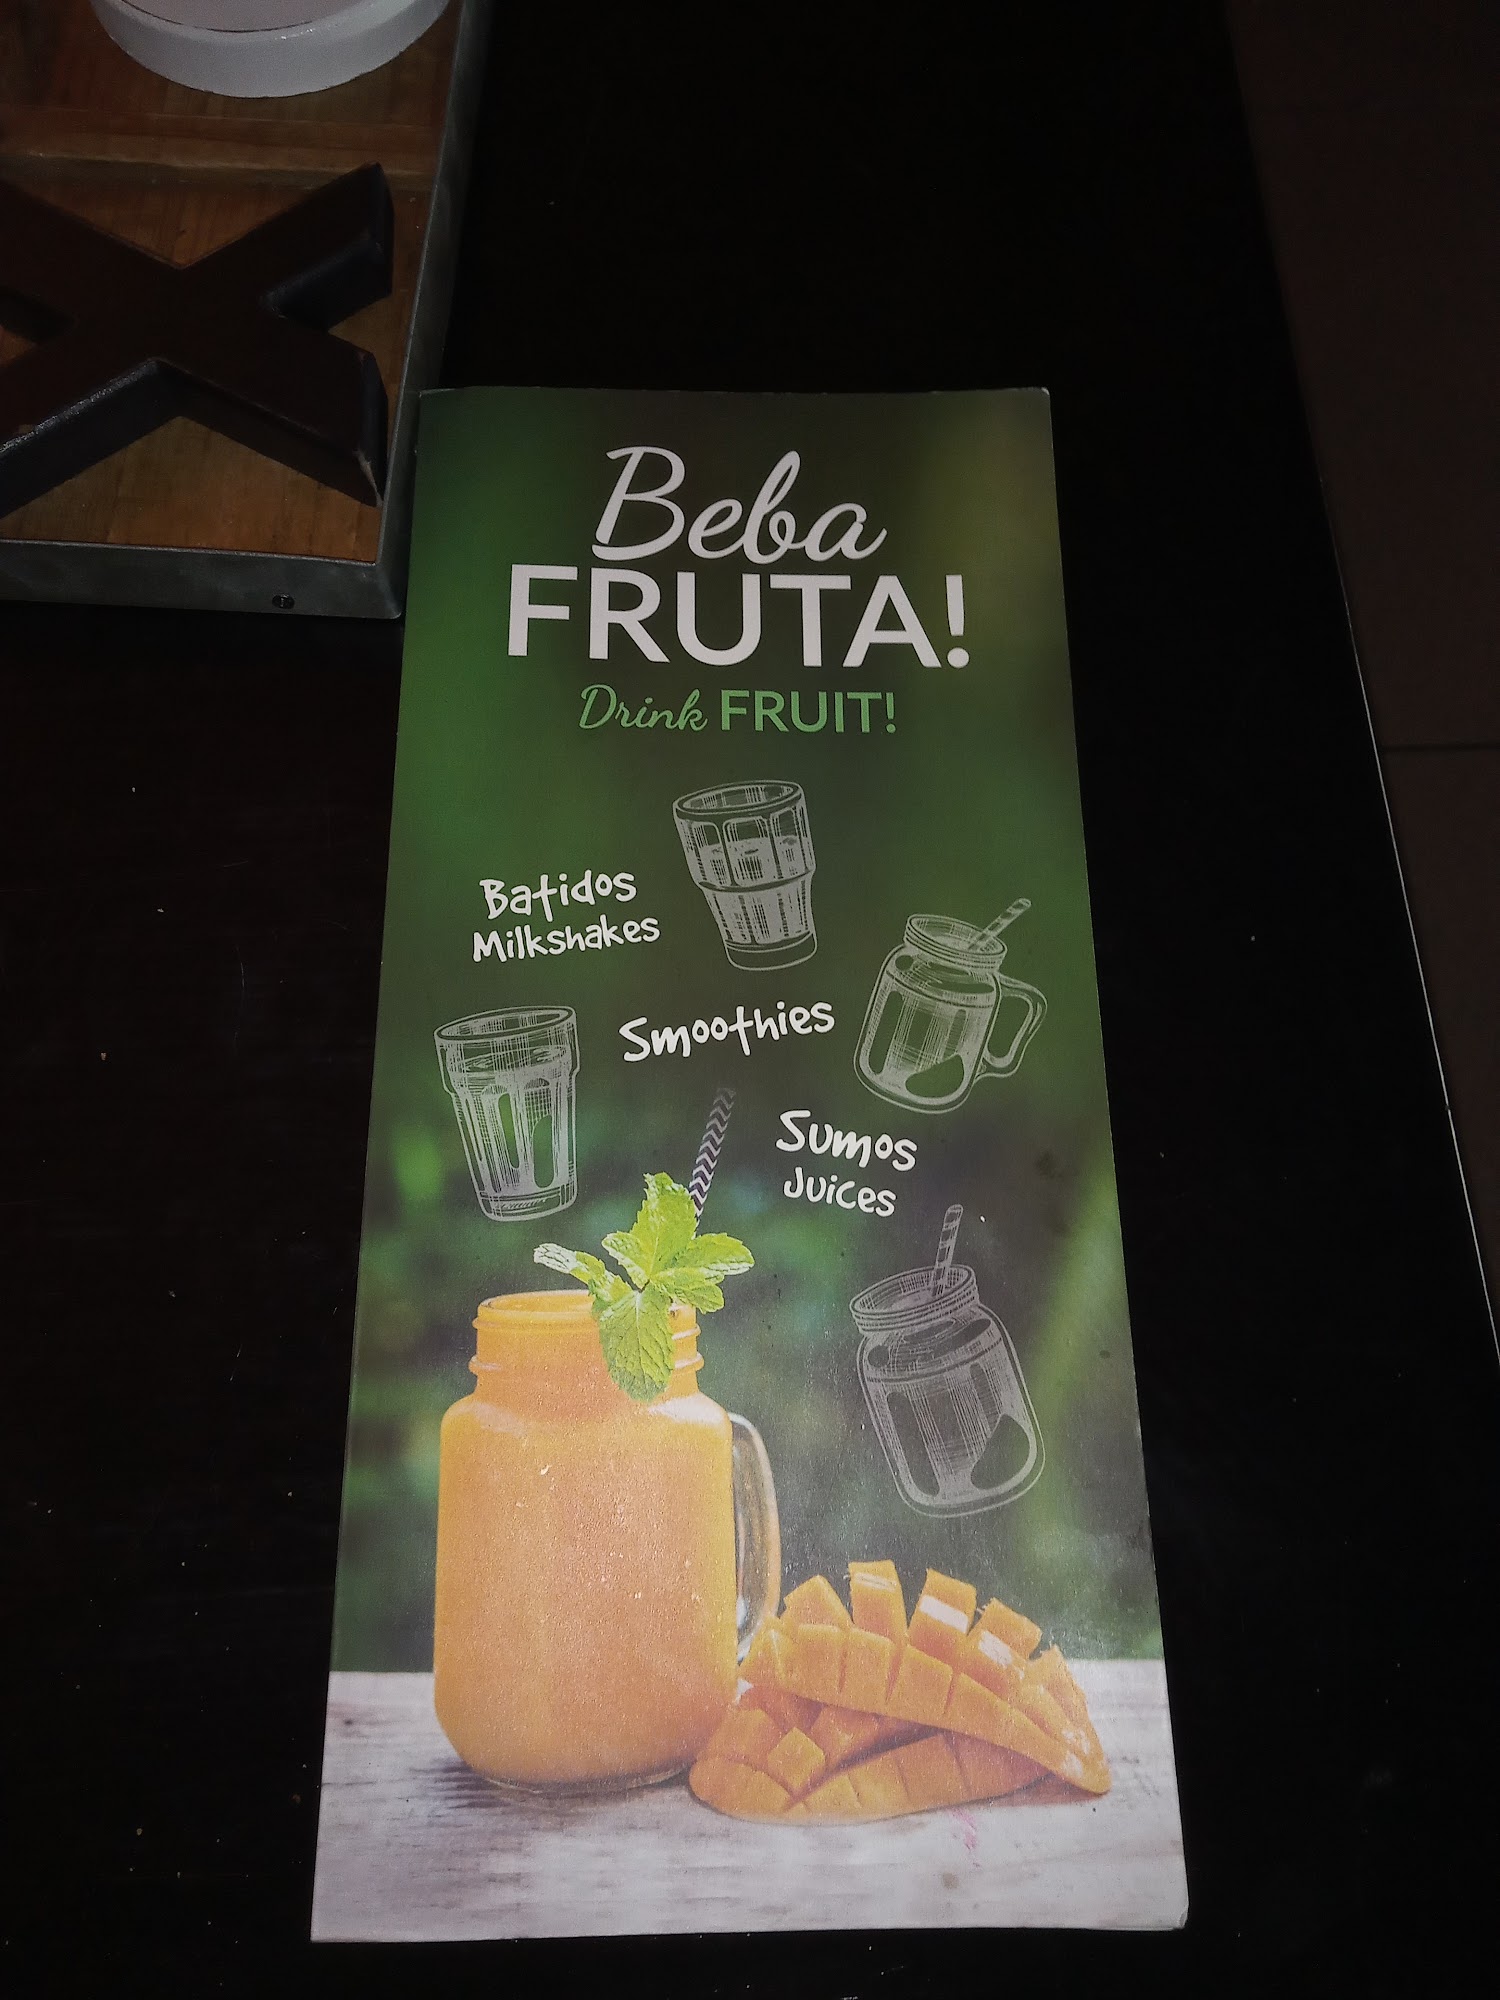 Beba
FRUTA!
Drink FRUIT!
Batidos
Milkshakes
Smoothies
Sumos
Juices